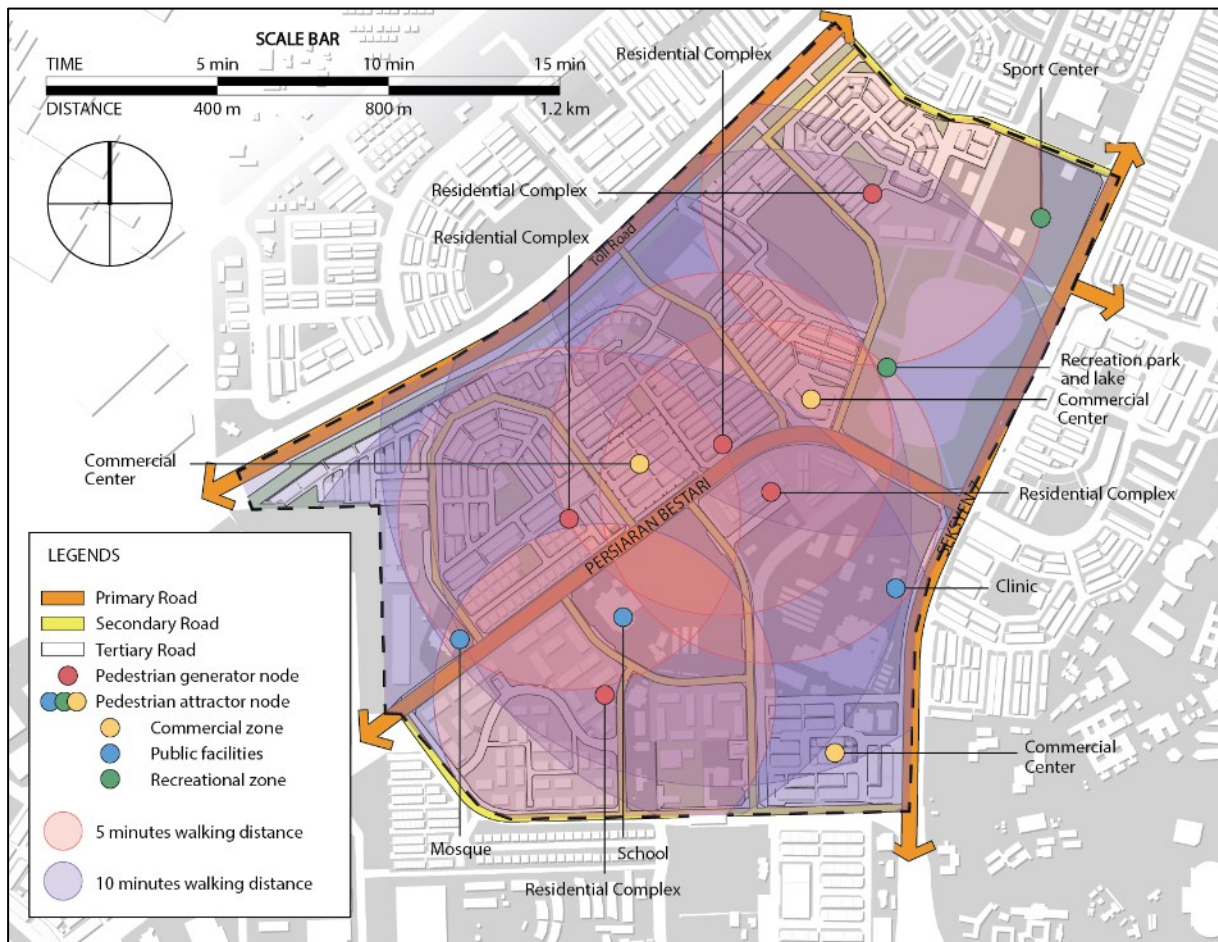 SCALE BAR
TIME 5 min 10 min 15 min
DISTANCE 400 m 800 m 1.2 km
Residential Complex
Sport Center
Residential Complex
Residential Complex
Toll Road
Recreation park
and lake
Commercial
Center
Commercial
Center
PERSIARAN BESTARI
Residential Complex
SEKSYEN 7
Clinic
Commercial
Center
Mosque
School
Residential Complex
LEGENDS
Primary Road
Secondary Road
Tertiary Road
Pedestrian generator node
Pedestrian attractor node
Commercial zone
Public facilities
Recreational zone
5 minutes walking distance
10 minutes walking distance